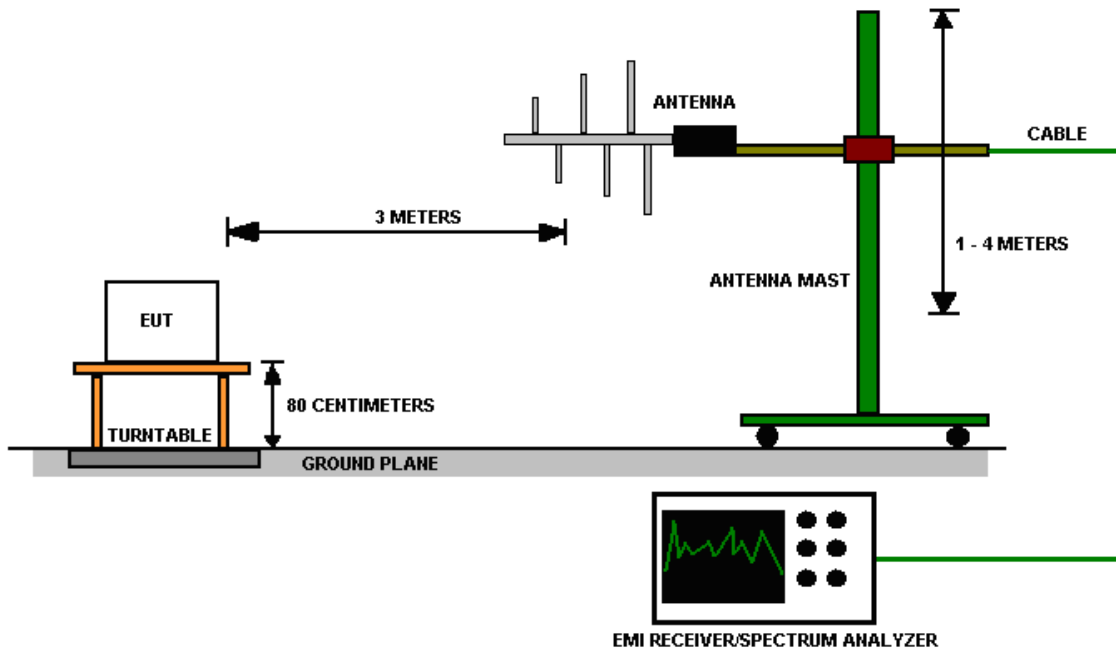 ANTENNA
CABLE
3 METERS
1 - 4 METERS
ANTENNA MAST
EUT
80 CENTIMETERS
TURNTABLE
GROUND PLANE
EMI RECEIVER/SPECTRUM ANALYZER